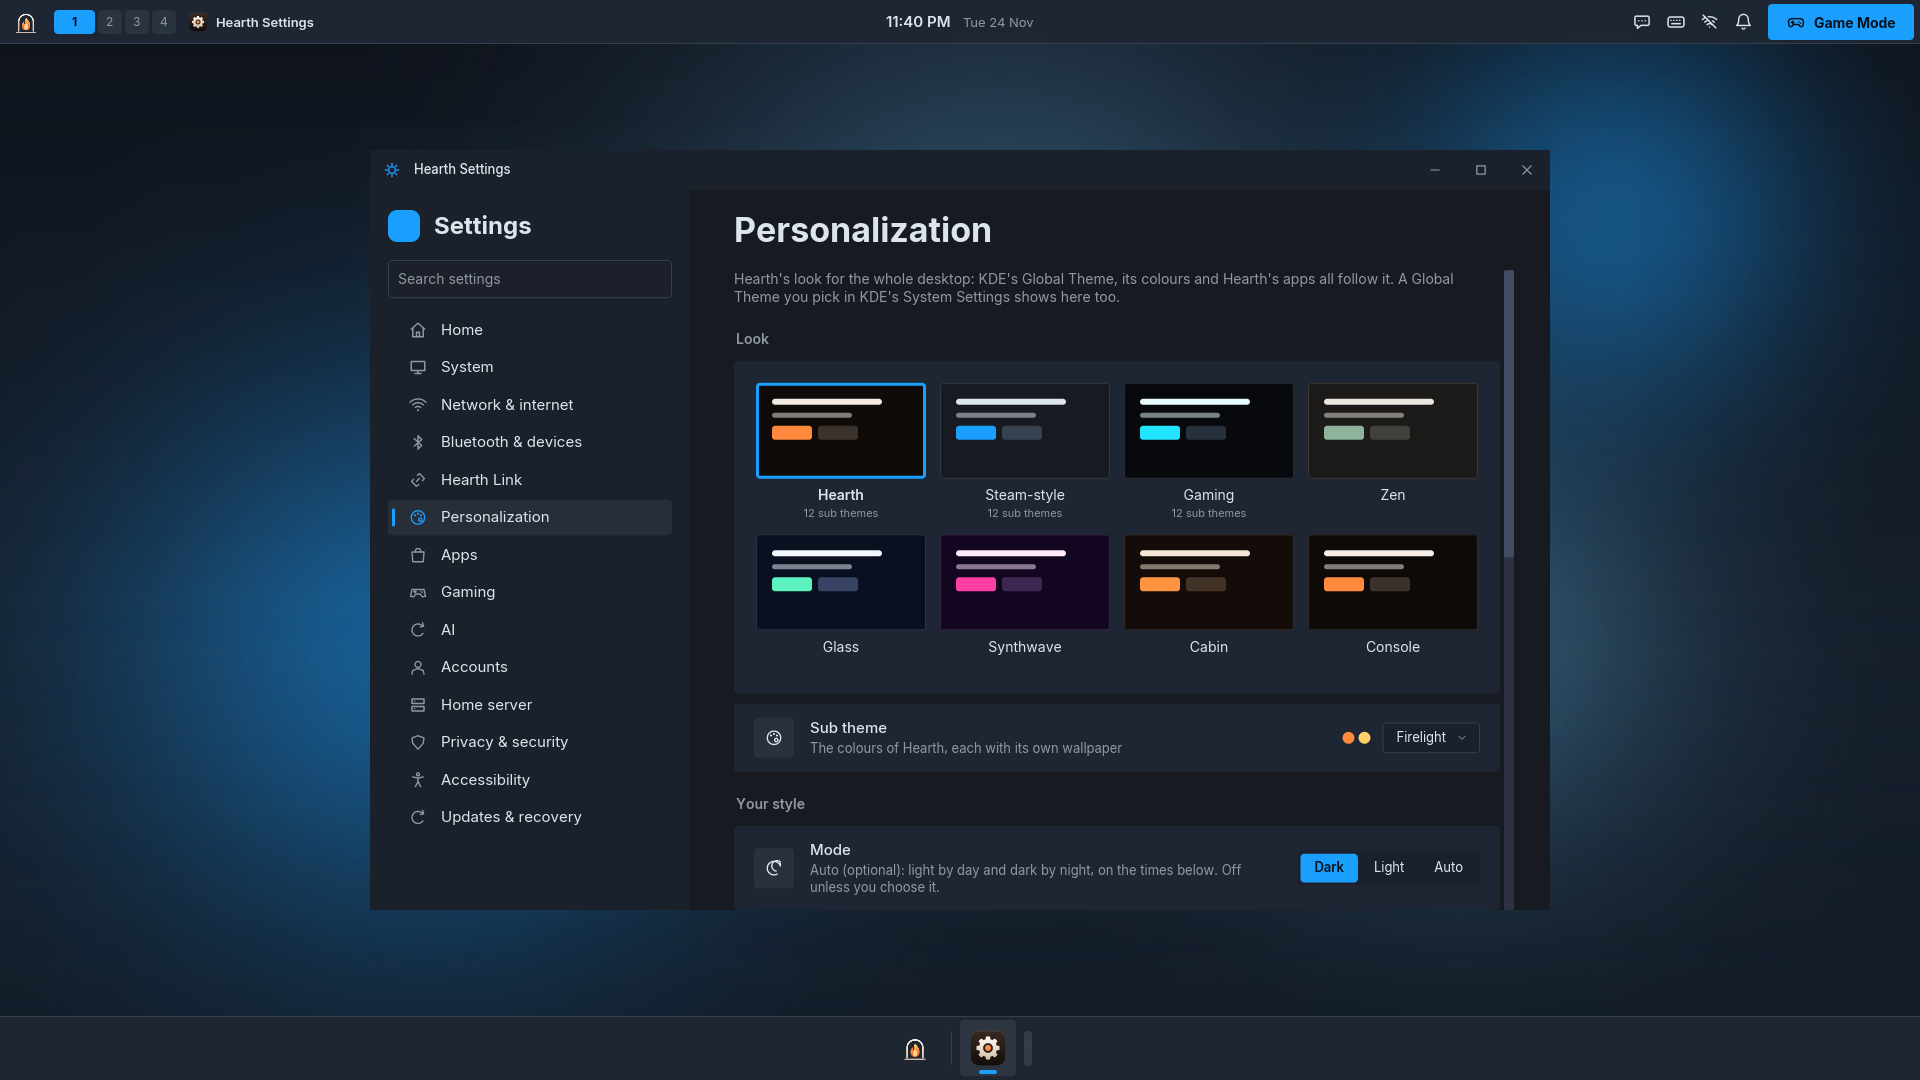 1 2 3 4 Hearth Settings 11:40 PM Tue 24 Nov Game Mode
Hearth Settings
Settings
Search settings
Home
System
Network & internet
Bluetooth & devices
Hearth Link
Personalization
Apps
Gaming
AI
Accounts
Home server
Privacy & security
Accessibility
Updates & recovery
Personalization
Hearth's look for the whole desktop: KDE's Global Theme, its colours and Hearth's apps all follow it. A Global
Theme you pick in KDE's System Settings shows here too.
Look
Hearth Steam-style Gaming Zen
12 sub themes 12 sub themes 12 sub themes
Glass Synthwave Cabin Console
Sub theme
The colours of Hearth, each with its own wallpaper
Firelight
Your style
Mode
Auto (optional): light by day and dark by night, on the times below. Off
unless you choose it.
Dark Light Auto